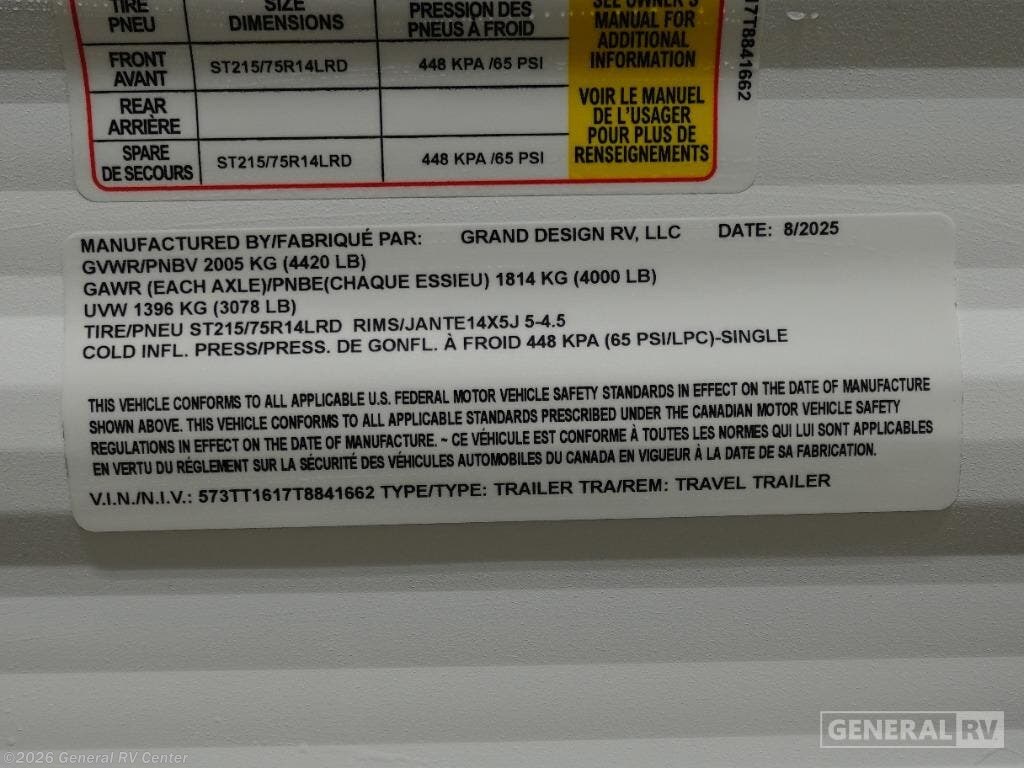 TIRE SIZE PRESSION DES SEE OWNER'S
PNEU DIMENSIONS PNEUS À FROID MANUAL FOR
ADDITIONAL
INFORMATION
FRONT
AVANT ST215/75R14LRD 448 KPA /65 PSI
REAR
ARRIÈRE
VOIR LE MANUEL
DE L'USAGER
POUR PLUS DE
RENSEIGNEMENTS
SPARE
DE SECOURS ST215/75R14LRD 448 KPA /65 PSI
17T8841662
MANUFACTURED BY/FABRIQUÉ PAR: GRAND DESIGN RV, LLC DATE: 8/2025
GVWR/PNBV 2005 KG (4420 LB)
GAWR (EACH AXLE)/PNBE(CHAQUE ESSIEU) 1814 KG (4000 LB)
UVW 1396 KG (3078 LB)
TIRE/PNEU ST215/75R14LRD RIMS/JANTE14X5J 5-4.5
COLD INFL. PRESS/PRESS. DE GONFL. À FROID 448 KPA (65 PSI/LPC)-SINGLE
THIS VEHICLE CONFORMS TO ALL APPLICABLE U.S. FEDERAL MOTOR VEHICLE SAFETY STANDARDS IN EFFECT ON THE DATE OF MANUFACTURE
SHOWN ABOVE. THIS VEHICLE CONFORMS TO ALL APPLICABLE STANDARDS PRESCRIBED UNDER THE CANADIAN MOTOR VEHICLE SAFETY
REGULATIONS IN EFFECT ON THE DATE OF MANUFACTURE. ~ CE VÉHICULE EST CONFORME À TOUTES LES NORMES QUI LUI SONT APPLICABLES
EN VERTU DU RÉGLEMENT SUR LA SÉCURITÉ DES VÉHICULES AUTOMOBILES DU CANADA EN VIGUEUR À LA DATE DE SA FABRICATION.
V.I.N./N.I.V.: 573TT1617T8841662 TYPE/TYPE: TRAILER TRA/REM: TRAVEL TRAILER
GENERAL RV
©2026 General RV Center